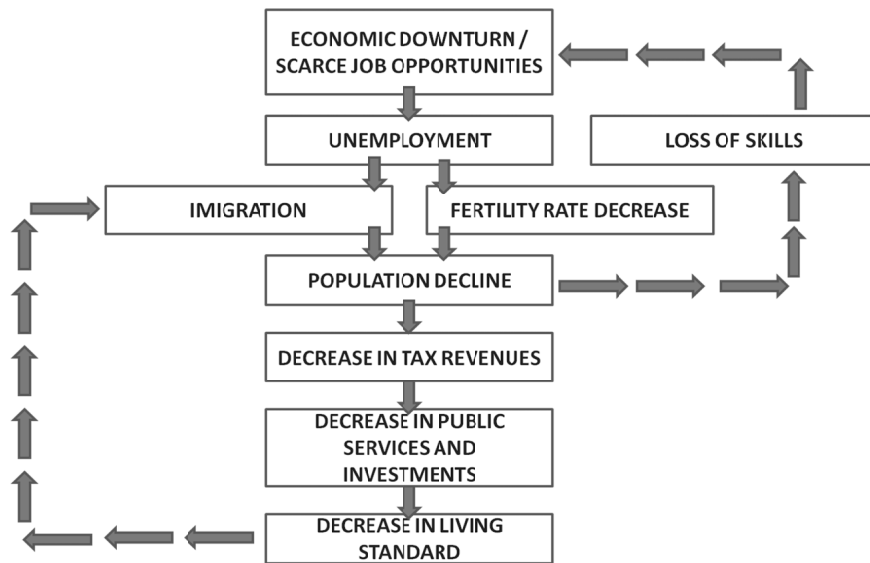 ECONOMIC DOWNTURN /
SCARCE JOB OPPORTUNITIES
UNEMPLOYMENT
LOSS OF SKILLS
IMIGRATION
FERTILITY RATE DECREASE
POPULATION DECLINE
DECREASE IN TAX REVENUES
DECREASE IN PUBLIC
SERVICES AND
INVESTMENTS
DECREASE IN LIVING
STANDARD